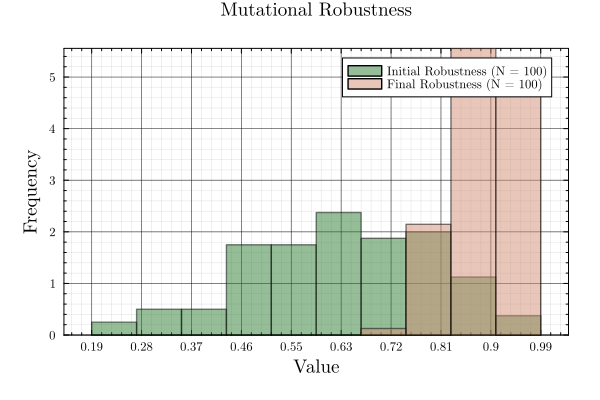 Mutational Robustness
Initial Robustness (N = 100)
Final Robustness (N = 100)
Frequency
5
4
3
2
1
0
0.19 0.28 0.37 0.46 0.55 0.63 0.72 0.81 0.9 0.99
Value